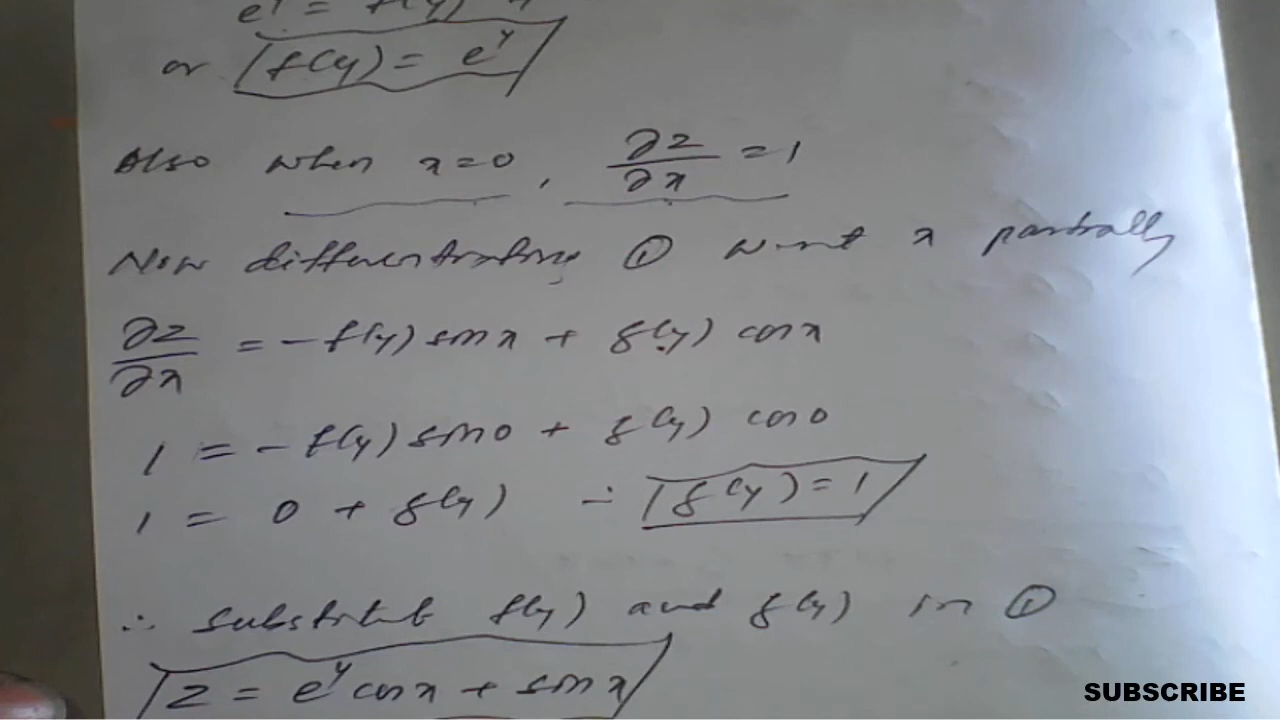 e^y = f(y)
or f(y) = e^y
Also when x=0, ∂z/∂x = 1
Now differentiating ① w.r.t x partially
∂z/∂x = -f(y) sin x + g(y) cos x
1 = -f(y) sin 0 + g(y) cos 0
1 = 0 + g(y) ∴ g(y) = 1
∴ substitute f(y) and g(y) in ①
z = e^y cos x + sin x
SUBSCRIBE